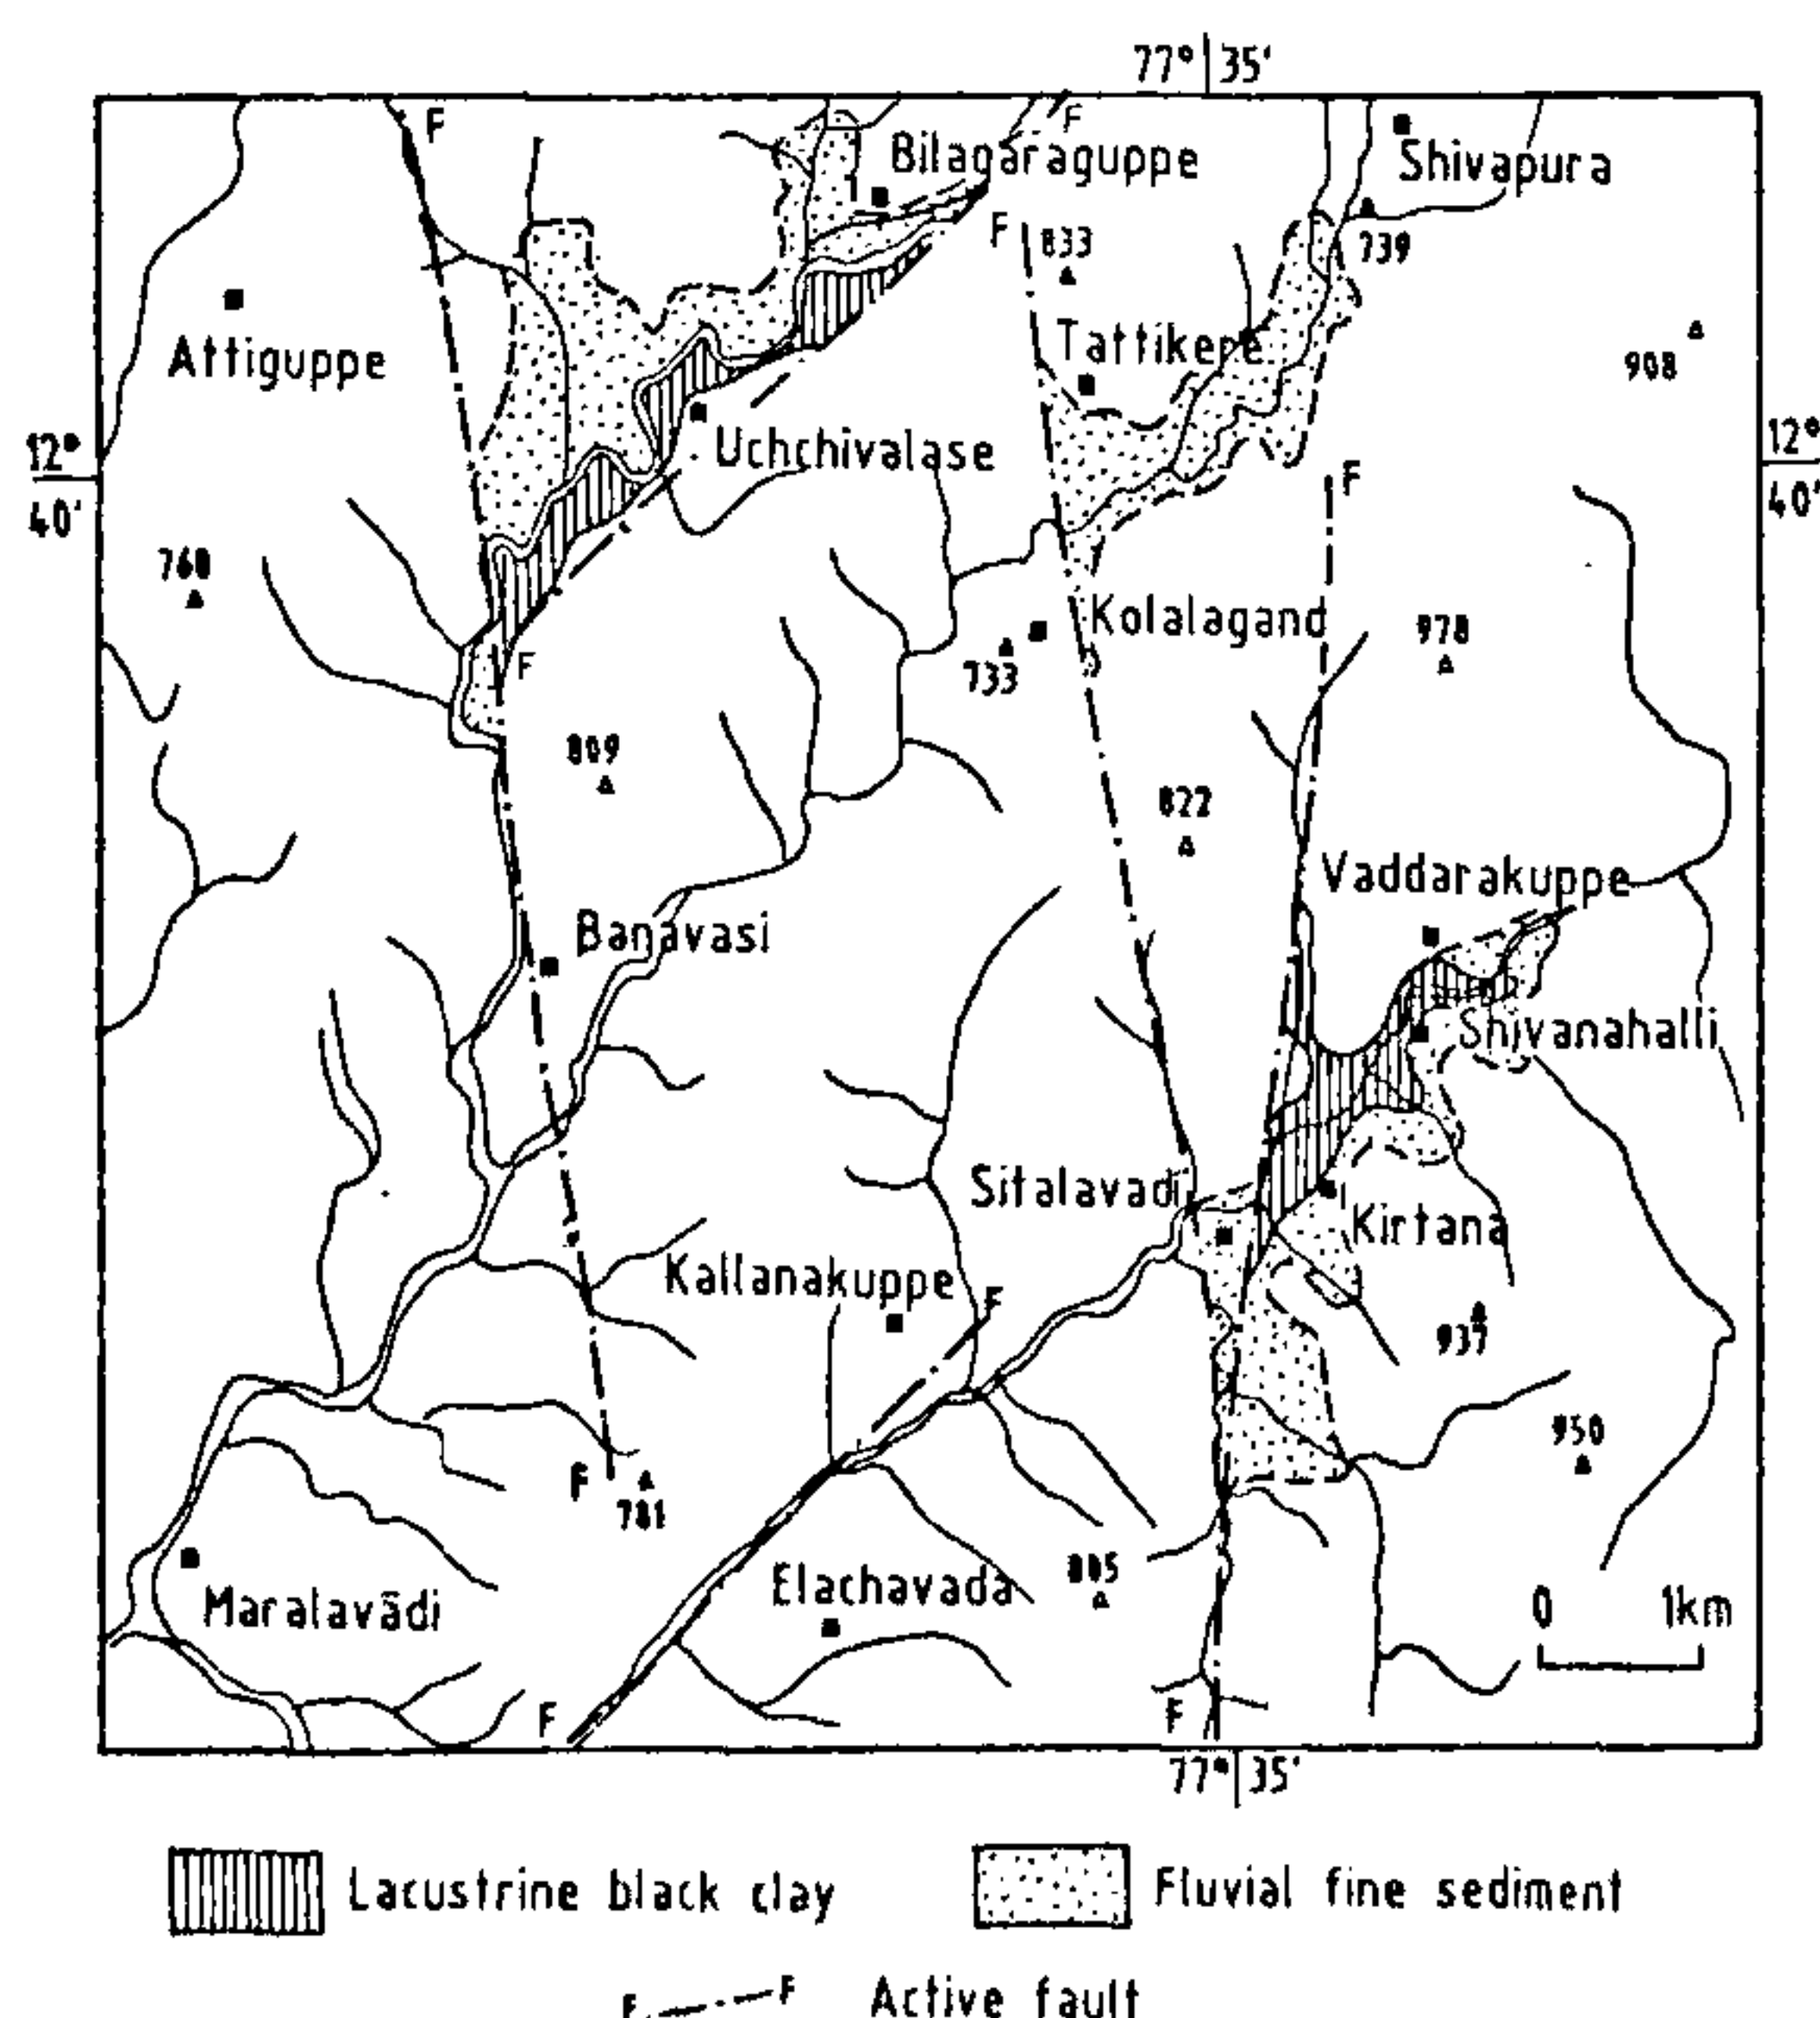 77° 35'
F
F
Bilagaraguppe
Shivapura
F
833
739
Attiguppe
Tattikere
908
Uchchivalase
12°
40'
12°
40'
F
760
Kolalagand
978
F
733
809
822
Vaddarakuppe
Banavasi
Shivanahalli
Sitalavadi
Kirtana
Kallanakuppe
F
937
950
F
781
Elachavada
805
0 1km
Maralavādi
F
F
77° 35'
Lacustrine black clay
Fluvial fine sediment
F F Active fault